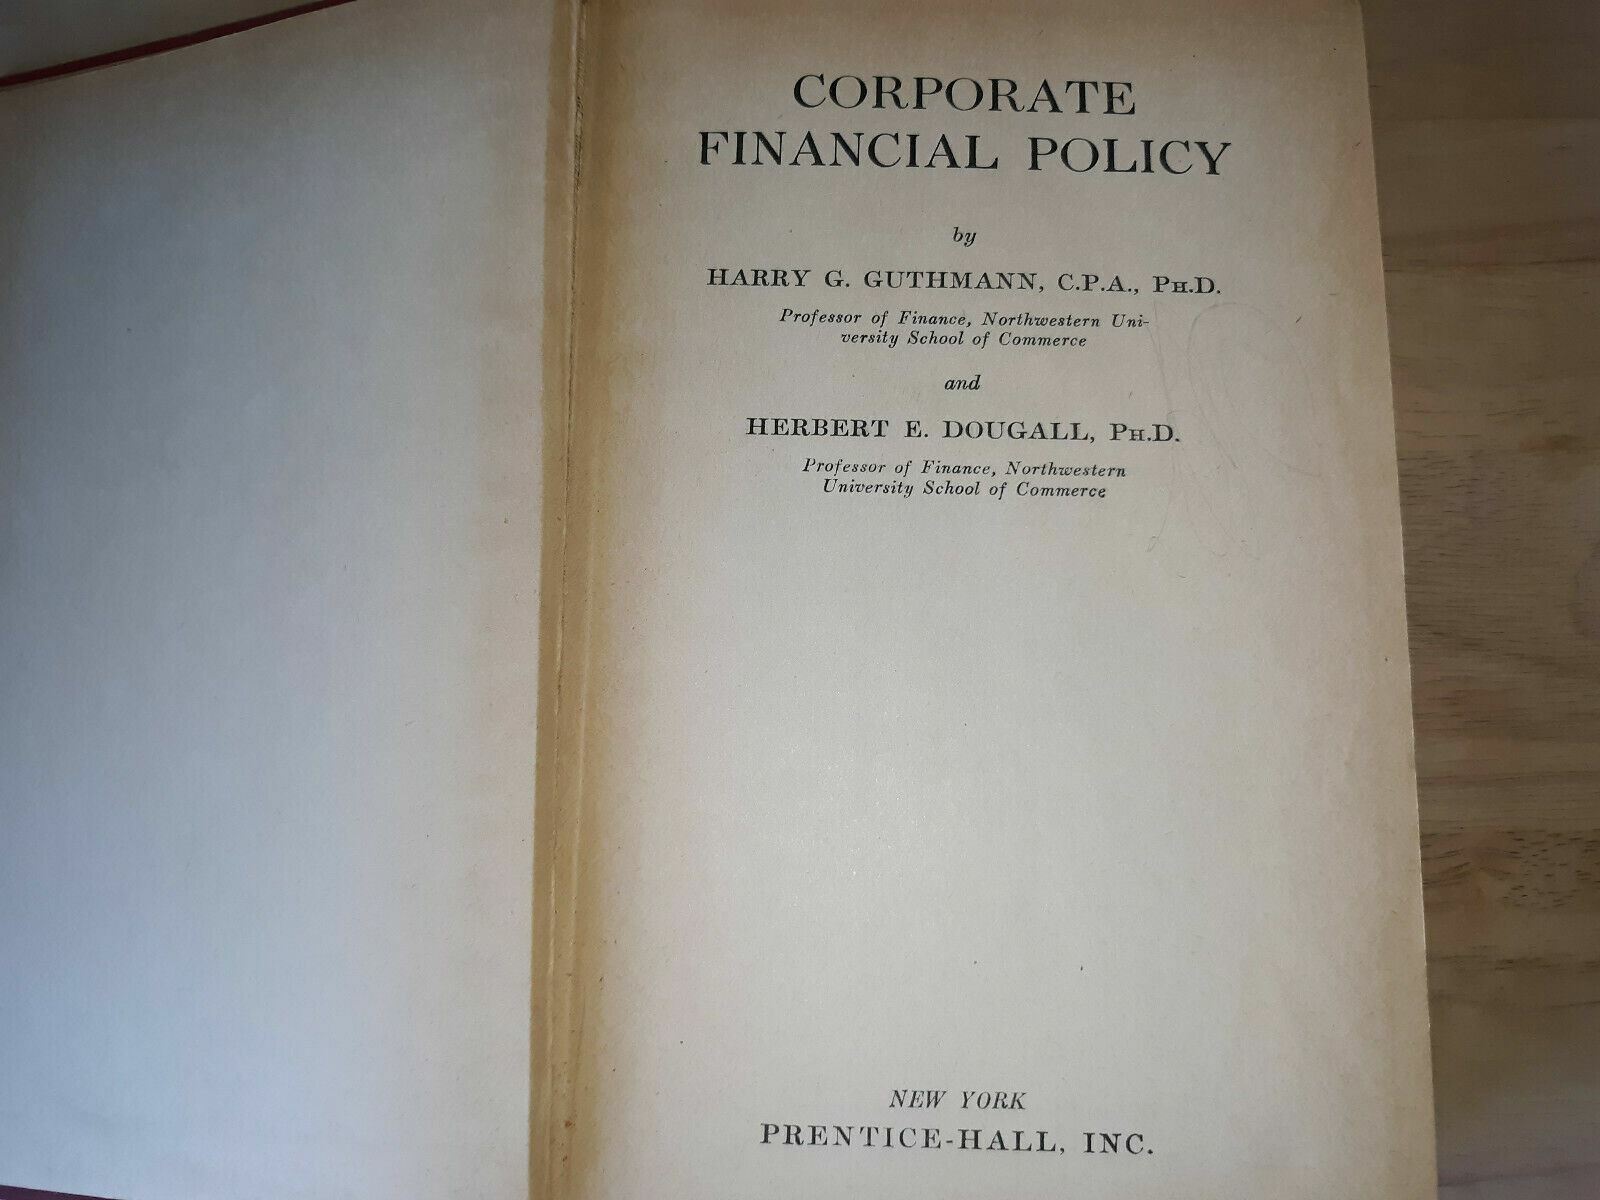 CORPORATE
FINANCIAL POLICY
by
HARRY G. GUTHMANN, C.P.A., PH.D.
Professor of Finance, Northwestern Uni-
versity School of Commerce
and
HERBERT E. DOUGALL, PH.D.
Professor of Finance, Northwestern
University School of Commerce
NEW YORK
PRENTICE-HALL, INC.